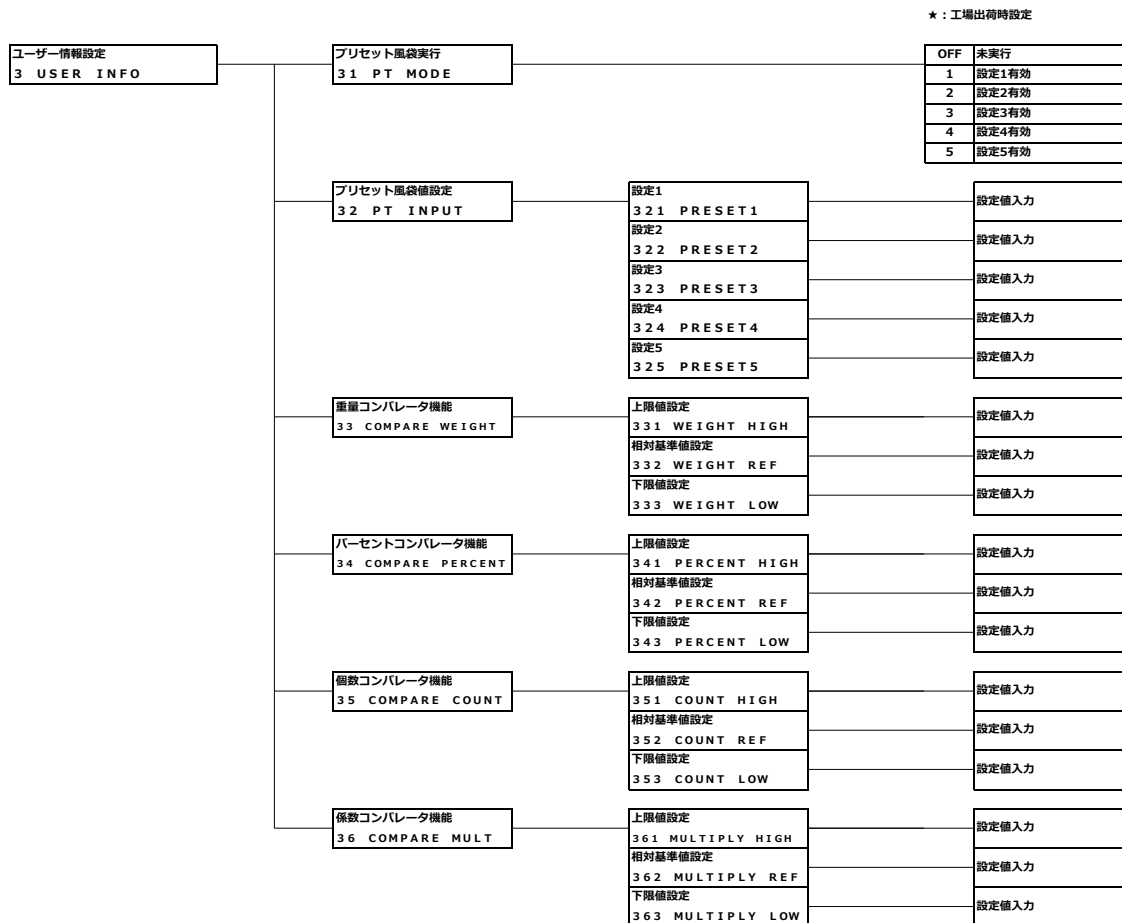 ★：工場出荷時設定
ユーザー情報設定
3 USER INFO
プリセット風袋実行
31 PT MODE
OFF 未実行
1 設定1有効
2 設定2有効
3 設定3有効
4 設定4有効
5 設定5有効
プリセット風袋値設定
32 PT INPUT
設定1
321 PRESET1
設定値入力
設定2
322 PRESET2
設定値入力
設定3
323 PRESET3
設定値入力
設定4
324 PRESET4
設定値入力
設定5
325 PRESET5
設定値入力
重量コンパレータ機能
33 COMPARE WEIGHT
上限値設定
331 WEIGHT HIGH
設定値入力
相対基準値設定
332 WEIGHT REF
設定値入力
下限値設定
333 WEIGHT LOW
設定値入力
パーセントコンパレータ機能
34 COMPARE PERCENT
上限値設定
341 PERCENT HIGH
設定値入力
相対基準値設定
342 PERCENT REF
設定値入力
下限値設定
343 PERCENT LOW
設定値入力
個数コンパレータ機能
35 COMPARE COUNT
上限値設定
351 COUNT HIGH
設定値入力
相対基準値設定
352 COUNT REF
設定値入力
下限値設定
353 COUNT LOW
設定値入力
係数コンパレータ機能
36 COMPARE MULT
上限値設定
361 MULTIPLY HIGH
設定値入力
相対基準値設定
362 MULTIPLY REF
設定値入力
下限値設定
363 MULTIPLY LOW
設定値入力